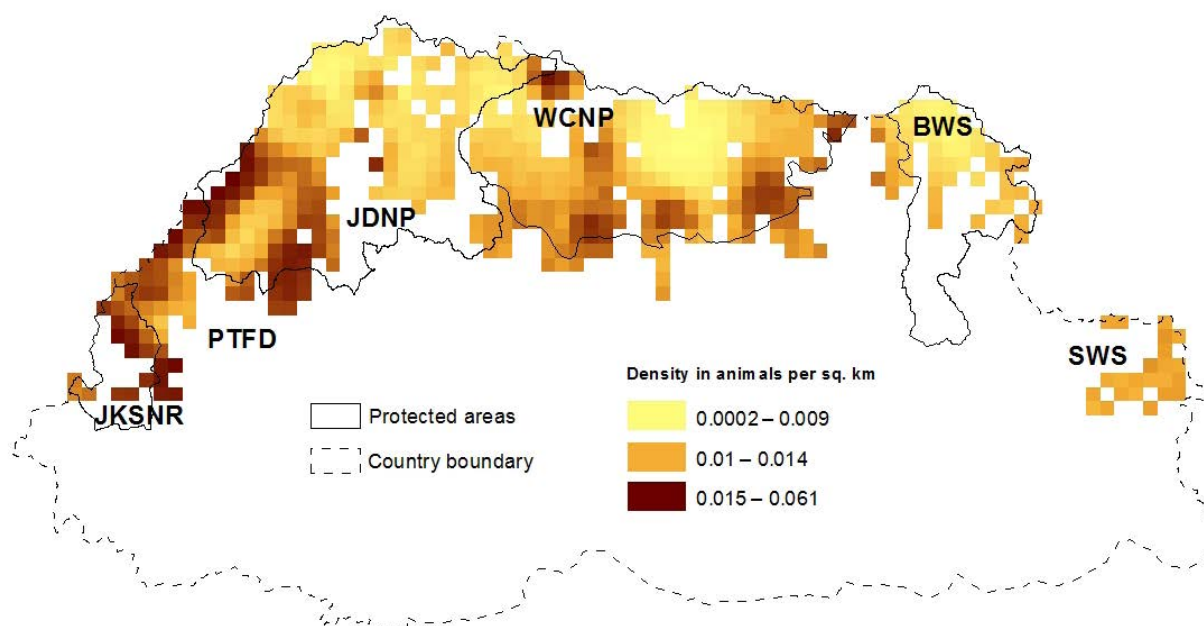 WCNP
BWS
JDNP
PTFD
SWS
JKSNR
Density in animals per sq. km
Protected areas
0.0002 – 0.009
Country boundary
0.01 – 0.014
0.015 – 0.061